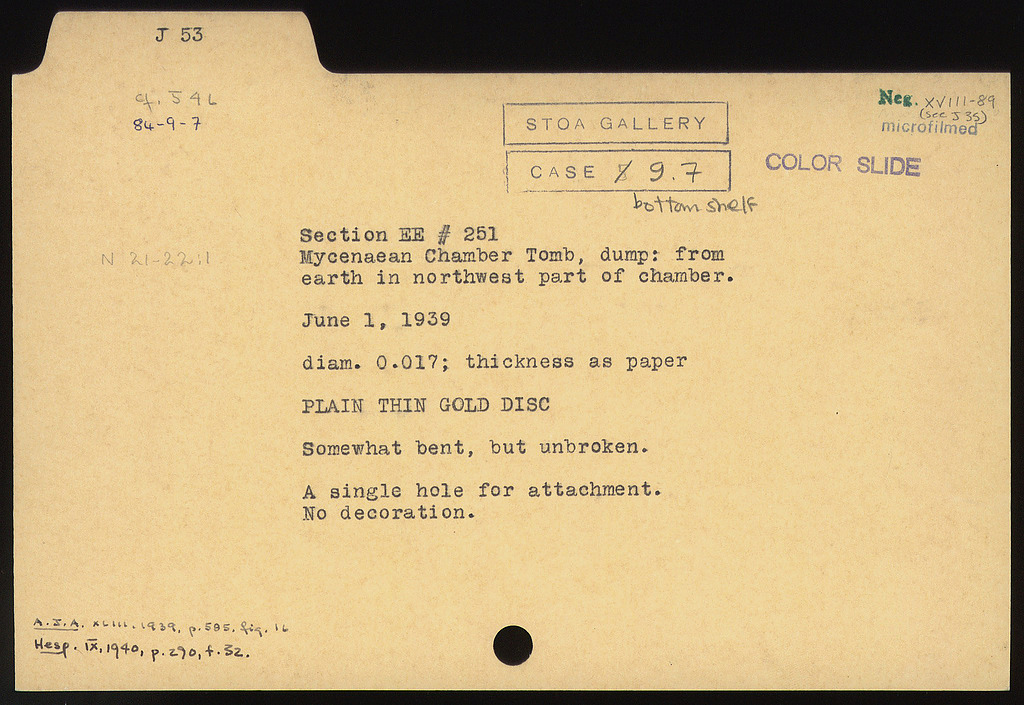 J 53
cf. J 46
84-9-7
Neg. XVIII-89
(see J 35)
microfilmed
STOA GALLERY
CASE 9.7
bottom shelf
COLOR SLIDE
Section EE # 251
N 21-22:1
Mycenaean Chamber Tomb, dump: from
earth in northwest part of chamber.
June 1, 1939
diam. 0.017; thickness as paper
PLAIN THIN GOLD DISC
Somewhat bent, but unbroken.
A single hole for attachment.
No decoration.
A.J.A. XLIII. 1939, p. 585. fig. 16
Hesp. IX, 1940, p. 290, f. 32.